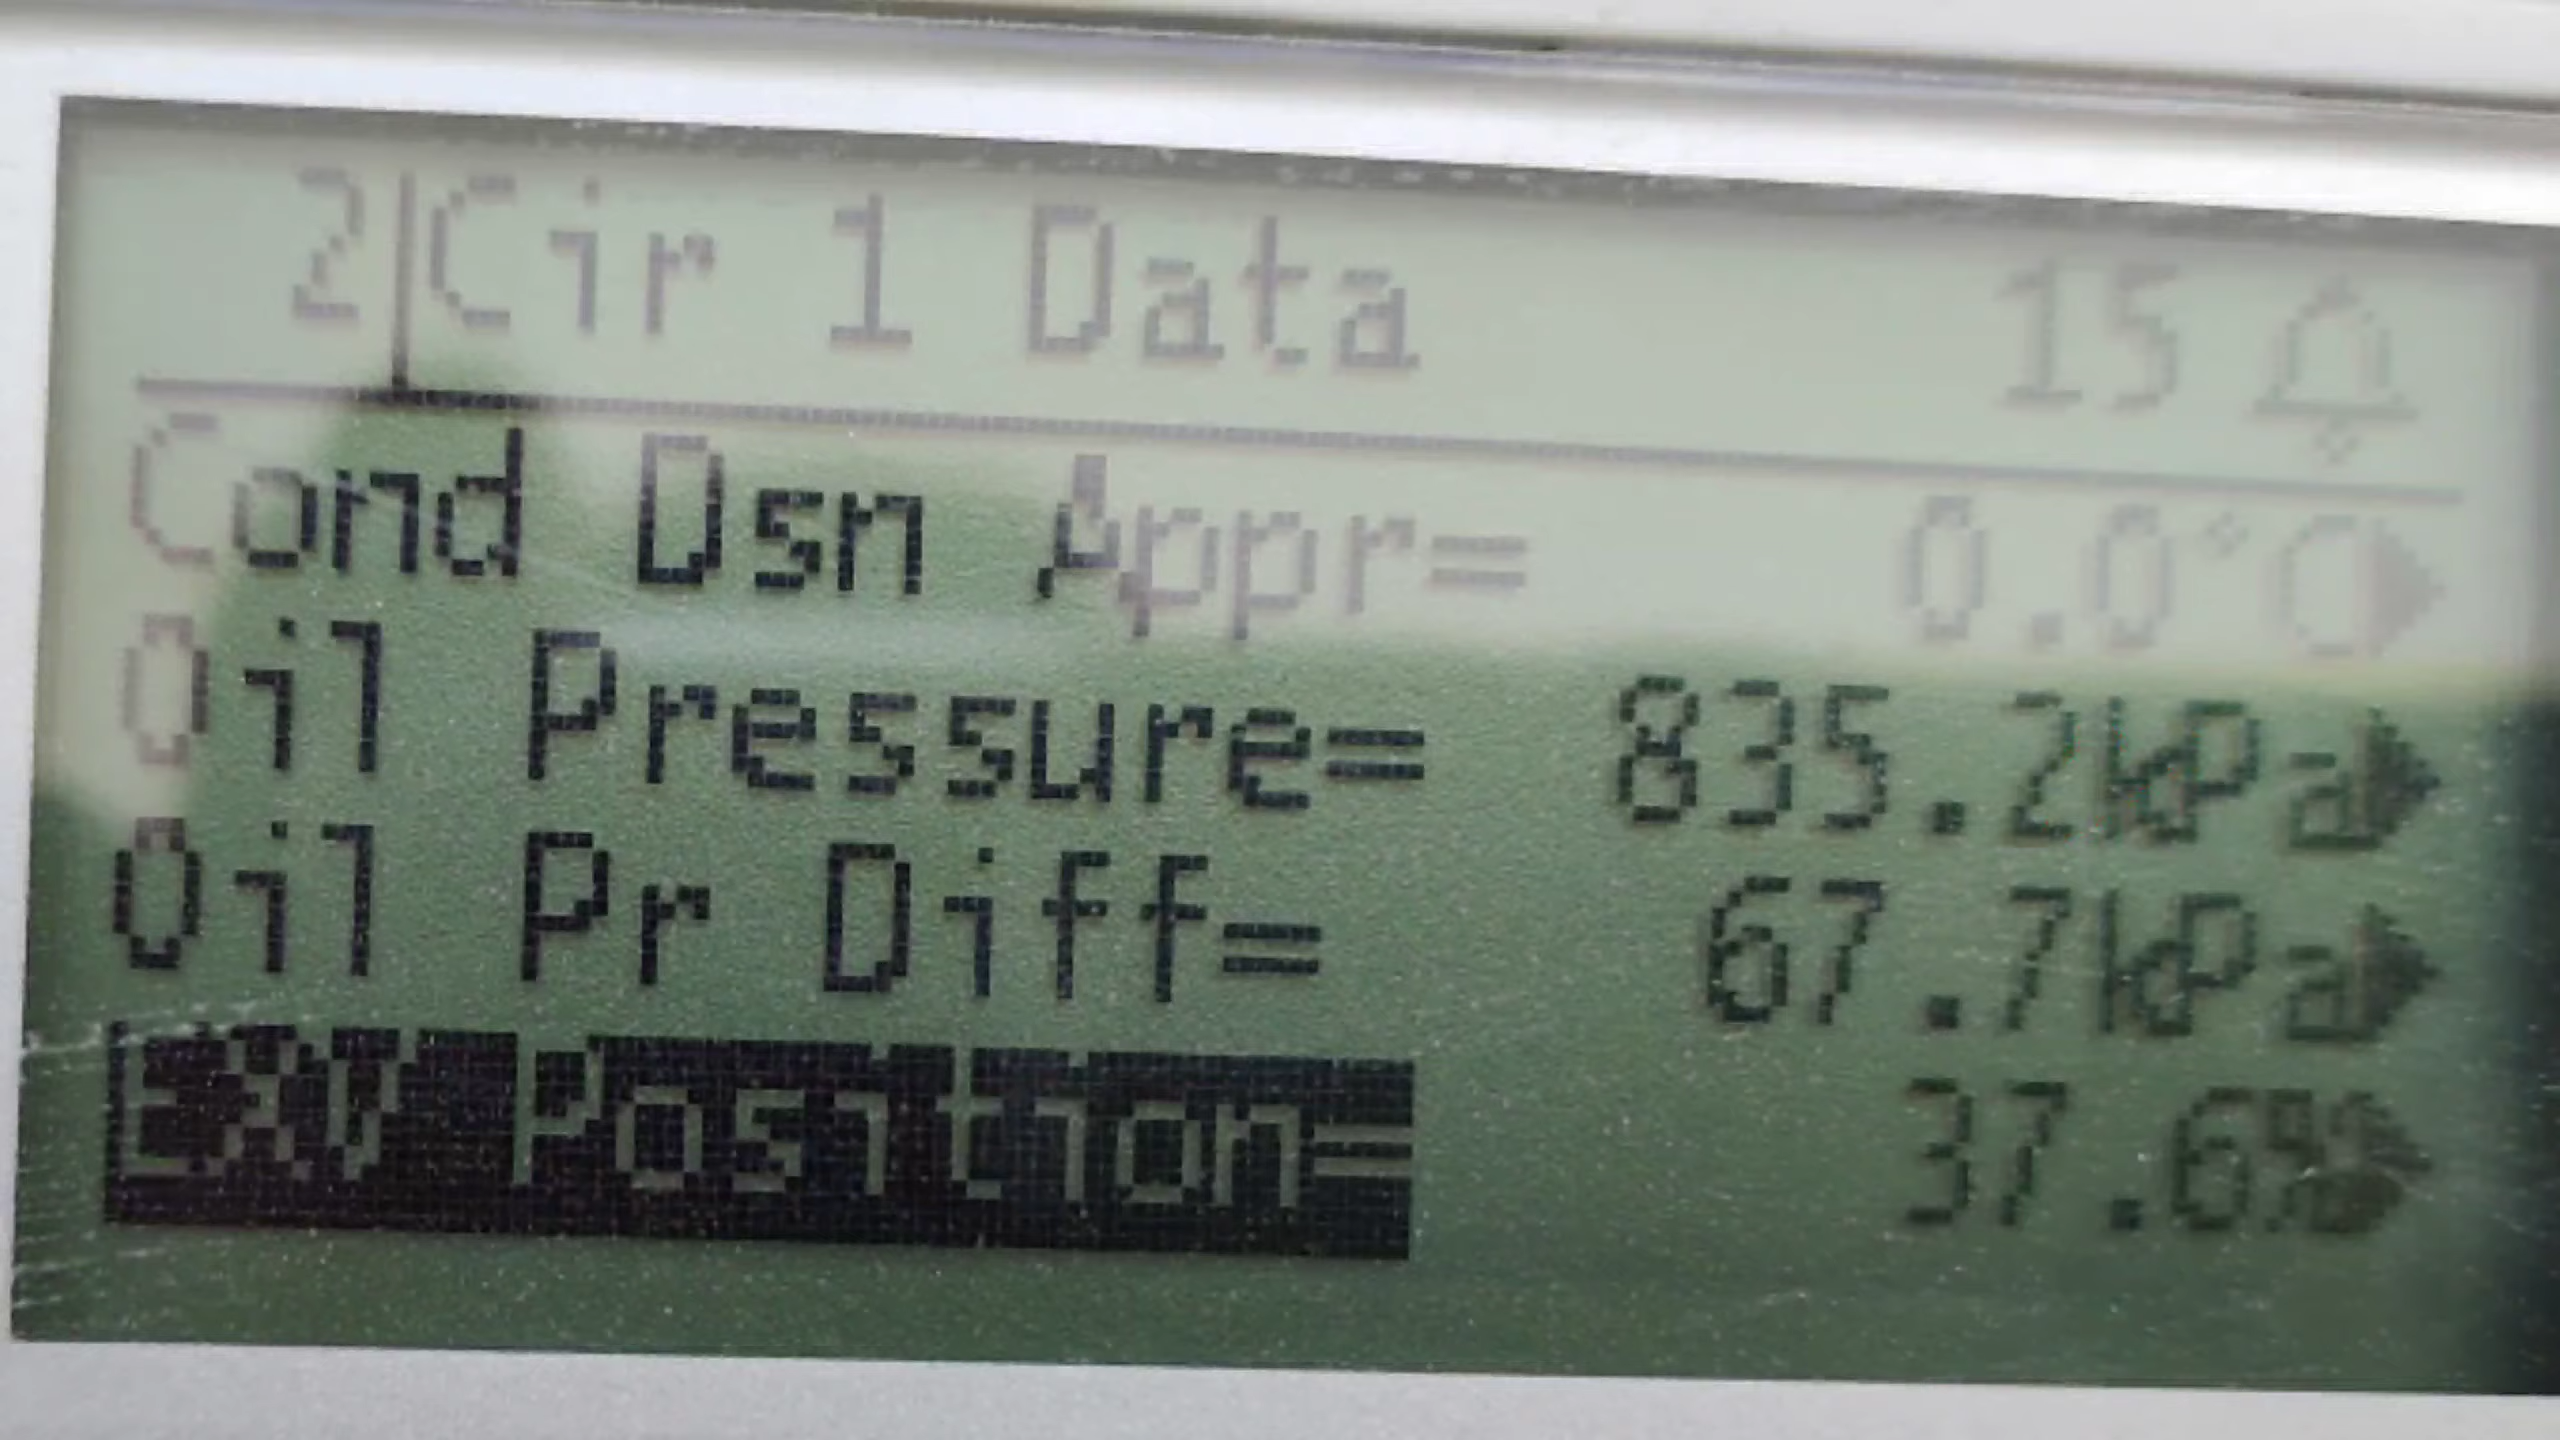 2|Cir 1 Data 15
Cond Dsn Appr= 0.0°C
Oil Pressure= 835.2kPa
Oil Pr Diff= 67.7kPa
EXV Position= 37.6%